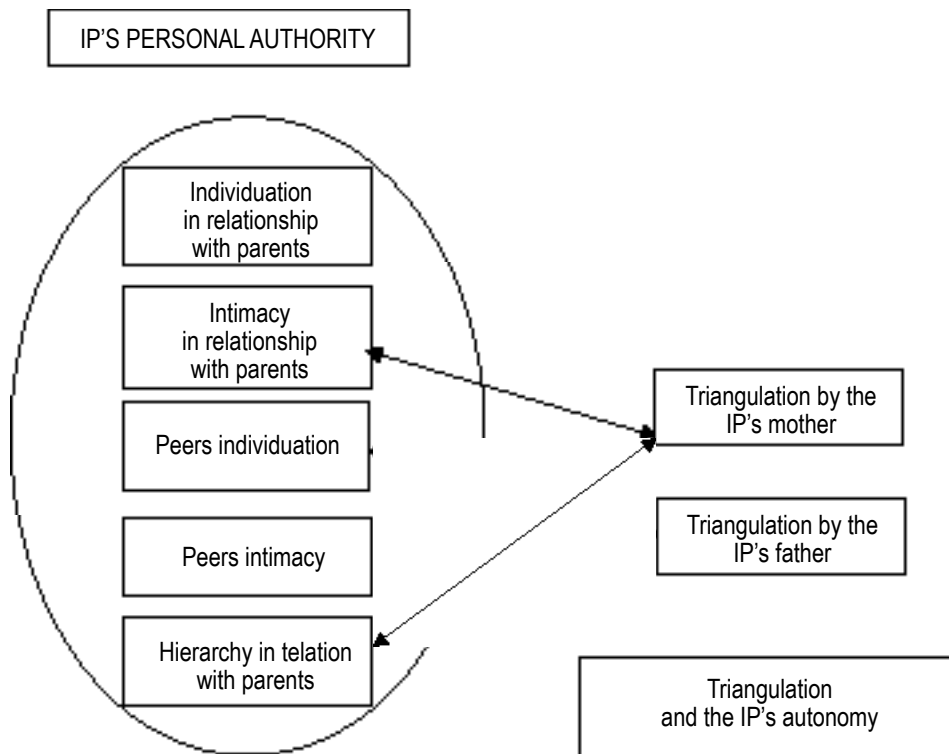 IP'S PERSONAL AUTHORITY
Individuation
in relationship
with parents
Intimacy
in relationship
with parents
Peers individuation
Peers intimacy
Hierarchy in telation
with parents
Triangulation by the
IP's mother
Triangulation by the
IP's father
Triangulation
and the IP's autonomy